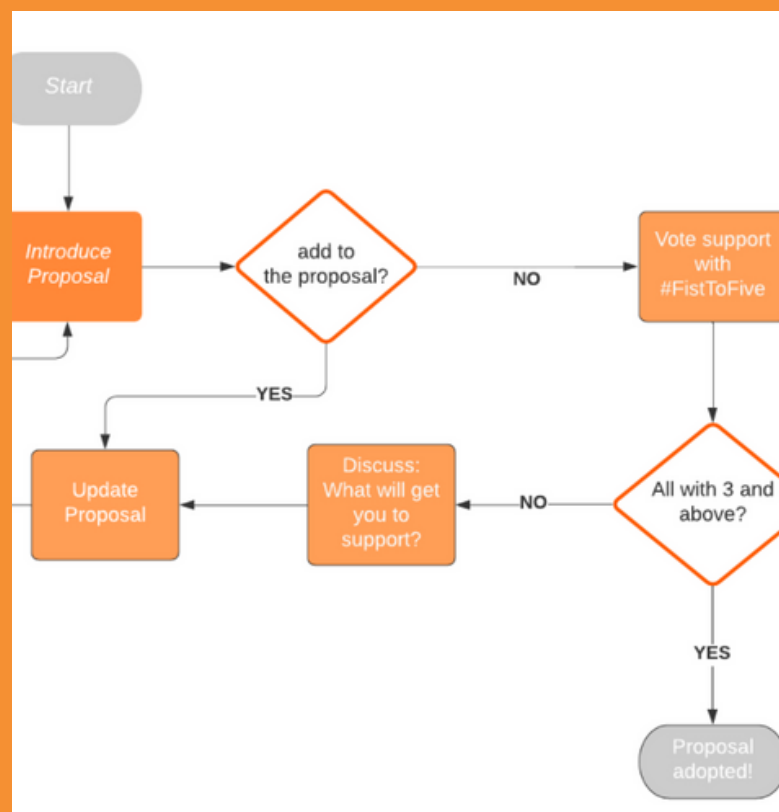 Start
Introduce
Proposal
add to
the proposal?
NO
Vote support
with
#FistToFive
YES
Update
Proposal
Discuss:
What will get
you to
support?
NO
All with 3 and
above?
YES
Proposal
adopted!